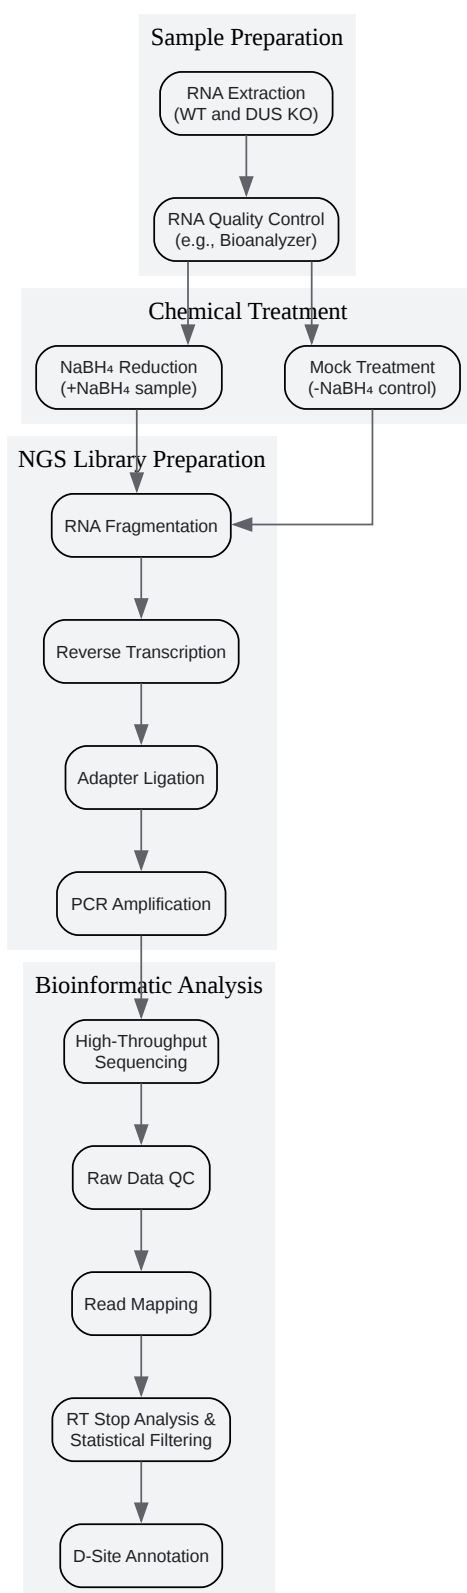 Sample Preparation
RNA Extraction
(WT and DUS KO)
RNA Quality Control
(e.g., Bioanalyzer)
Chemical Treatment
NaBH₄ Reduction
(+NaBH₄ sample)
Mock Treatment
(-NaBH₄ control)
NGS Library Preparation
RNA Fragmentation
Reverse Transcription
Adapter Ligation
PCR Amplification
Bioinformatic Analysis
High-Throughput
Sequencing
Raw Data QC
Read Mapping
RT Stop Analysis &
Statistical Filtering
D-Site Annotation